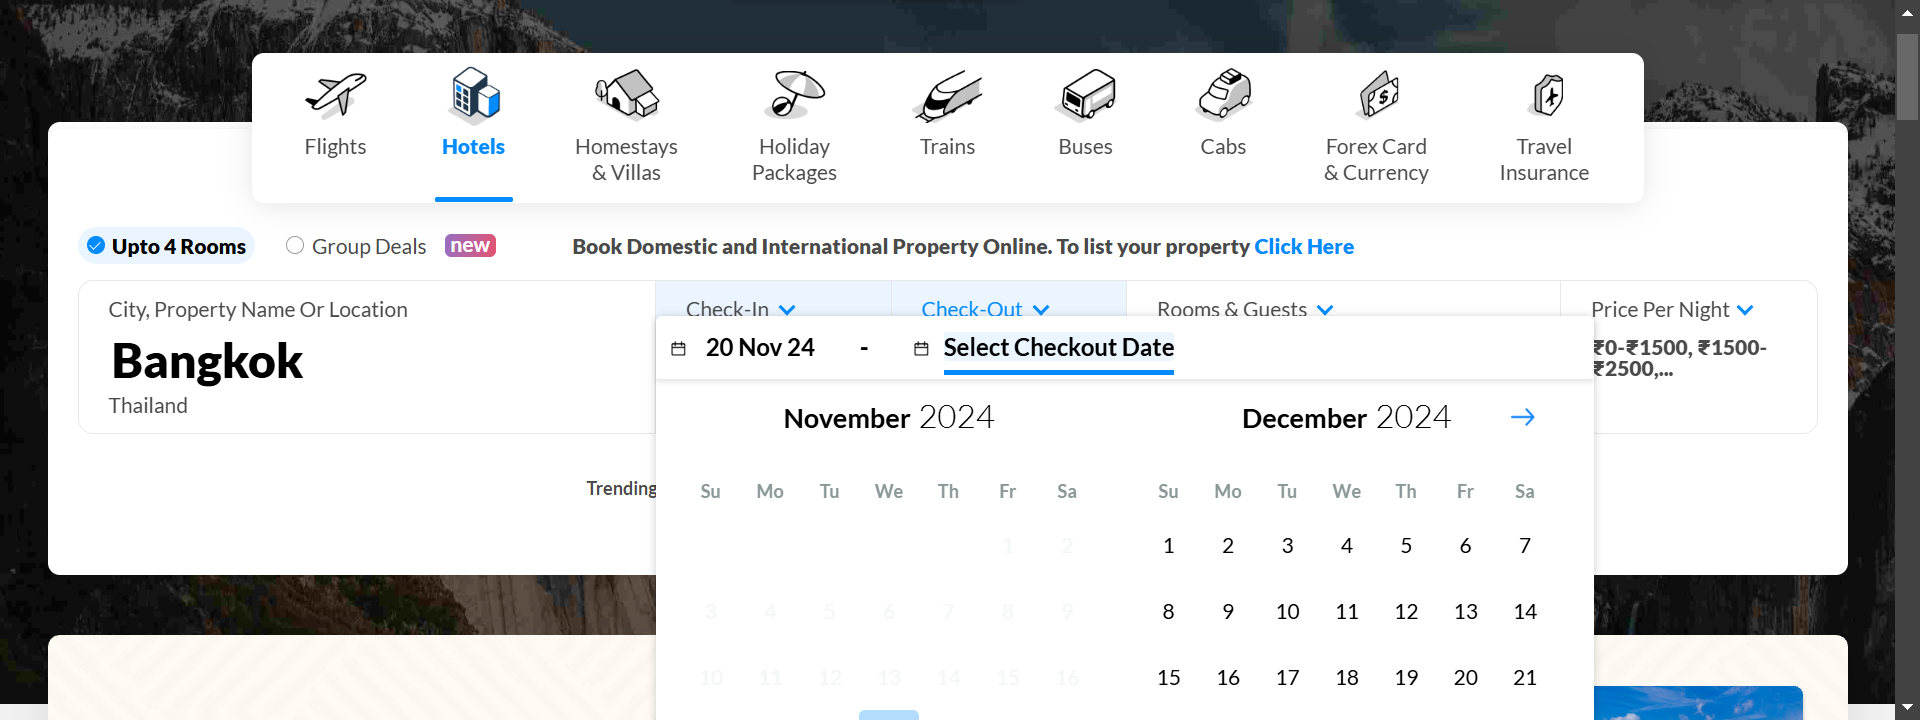 Flights
Hotels
Homestays
& Villas
Holiday
Packages
Trains
Buses
Cabs
Forex Card
& Currency
Travel
Insurance
Upto 4 Rooms
Group Deals
new
Book Domestic and International Property Online. To list your property Click Here
City, Property Name Or Location
Bangkok
Thailand
Check-In
Check-Out
Rooms & Guests
Price Per Night
₹0-₹1500, ₹1500-
₹2500,...
20 Nov 24 - Select Checkout Date
Trending
November 2024
Su Mo Tu We Th Fr Sa
1 2
3 4 5 6 7 8 9
10 11 12 13 14 15 16
December 2024
Su Mo Tu We Th Fr Sa
1 2 3 4 5 6 7
8 9 10 11 12 13 14
15 16 17 18 19 20 21